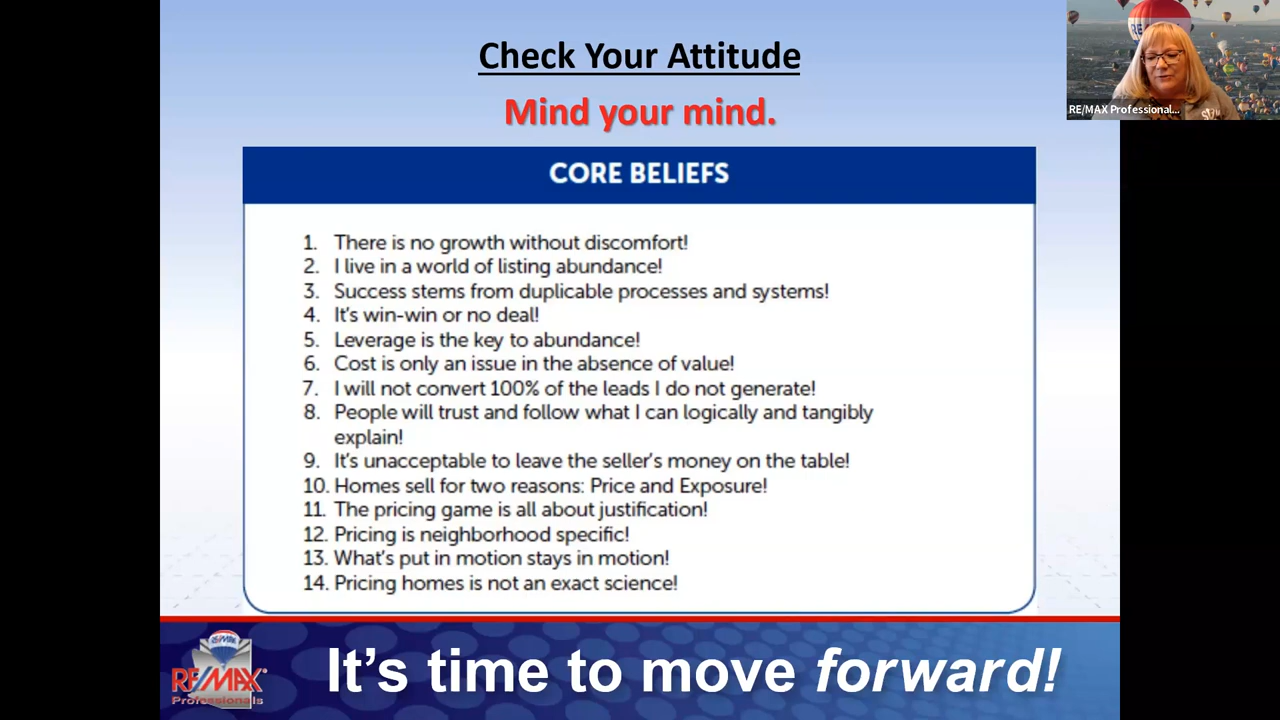 Check Your Attitude
Mind your mind.
CORE BELIEFS
1. There is no growth without discomfort!
2. I live in a world of listing abundance!
3. Success stems from duplicable processes and systems!
4. It's win-win or no deal!
5. Leverage is the key to abundance!
6. Cost is only an issue in the absence of value!
7. I will not convert 100% of the leads I do not generate!
8. People will trust and follow what I can logically and tangibly
explain!
9. It's unacceptable to leave the seller's money on the table!
10. Homes sell for two reasons: Price and Exposure!
11. The pricing game is all about justification!
12. Pricing is neighborhood specific!
13. What's put in motion stays in motion!
14. Pricing homes is not an exact science!
RE/MAX
RE/MAX®
Professionals
It's time to move forward!
RE/MAX Professional...